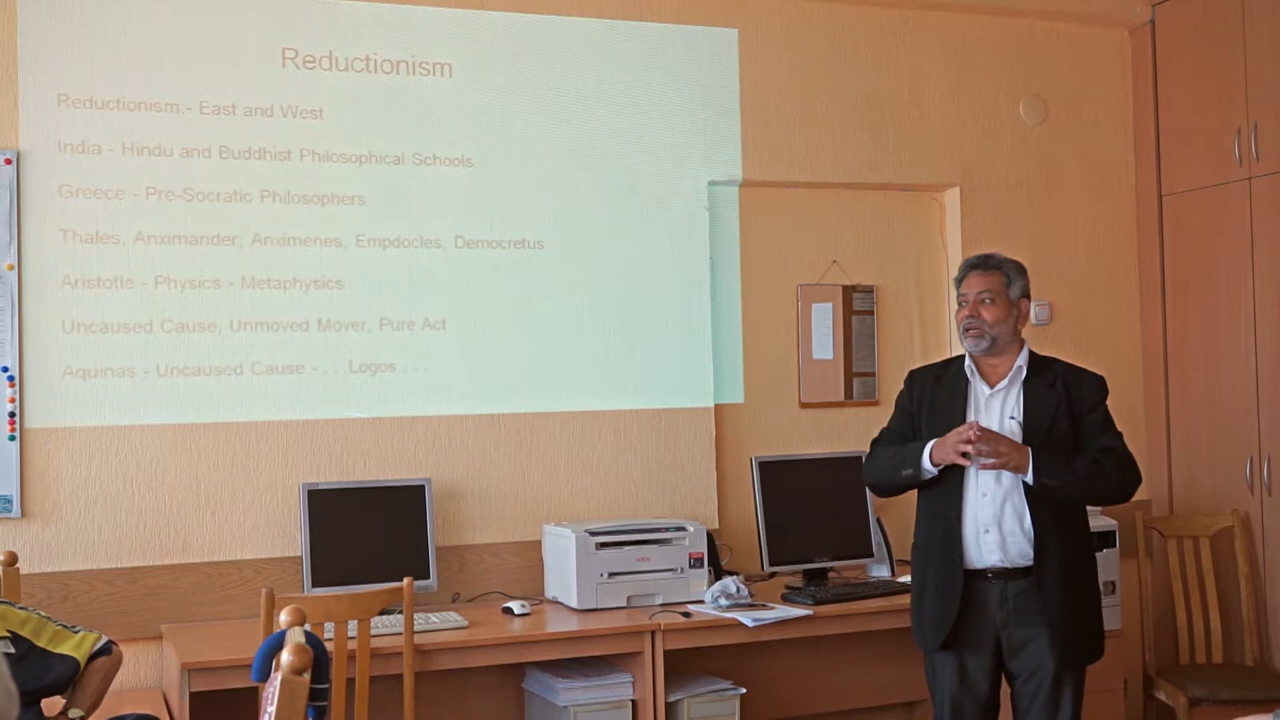 Reductionism
Reductionism:- East and West
India - Hindu and Buddhist Philosophical Schools
Greece - Pre-Socratic Philosophers
Thales, Anximander, Anximenes, Empdocles, Democretus
Aristotle - Physics - Metaphysics
Uncaused Cause, Unmoved Mover, Pure Act
Aquinas - Uncaused Cause - . . .Logos . . .